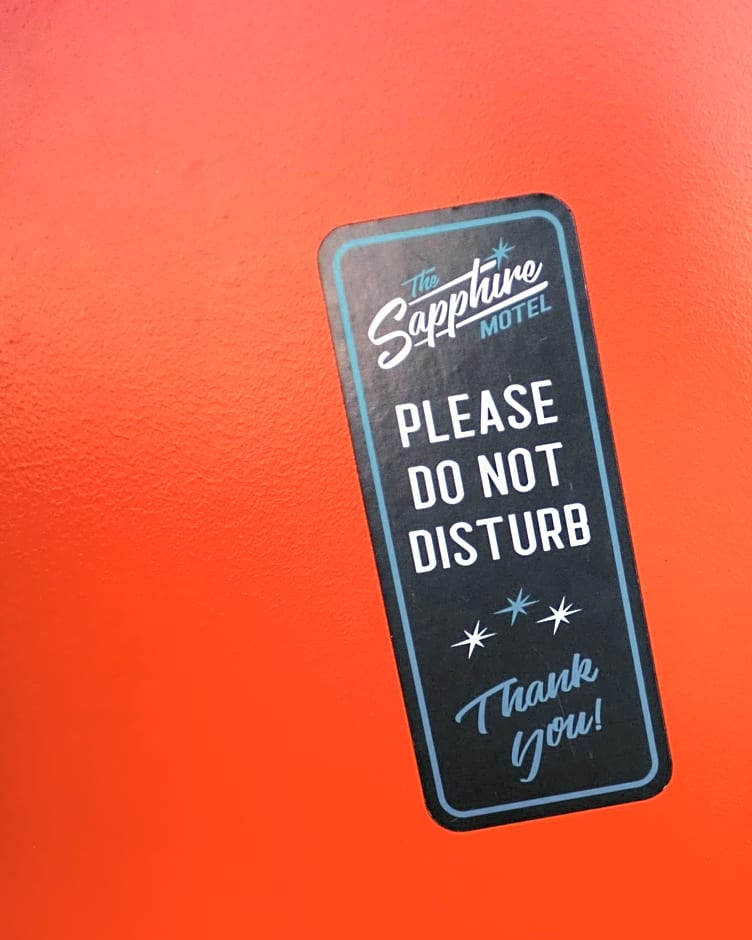 The
Sapphire
MOTEL
PLEASE
DO NOT
DISTURB
Thank
you!